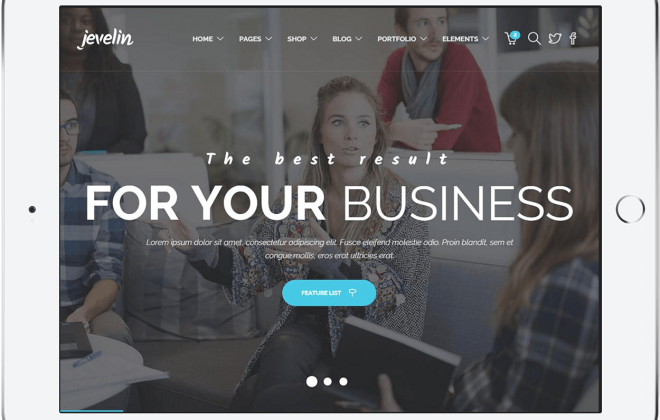 jevelin
HOME PAGES SHOP BLOG PORTFOLIO ELEMENTS
The best result
FOR YOUR BUSINESS
Lorem ipsum dolor sit amet, consectetur adipiscing elit. Fusce eleifend molestie odio. Proin blandit, sem et
congue mollis, eros erat ultricies erat.
FEATURE LIST